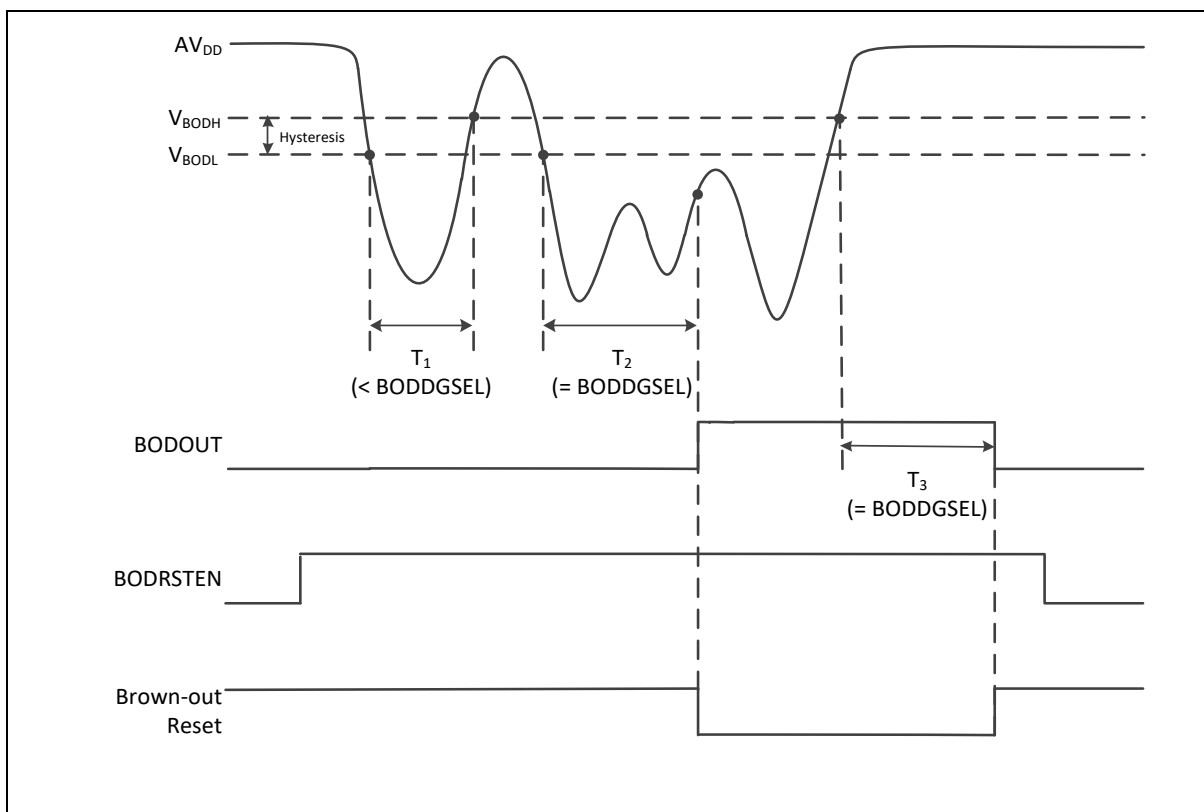 AVDD
VBODH
Hysteresis
VBODL
T1
(< BODDGSEL)
T2
(= BODDGSEL)
BODOUT
T3
(= BODDGSEL)
BODRSTEN
Brown-out
Reset